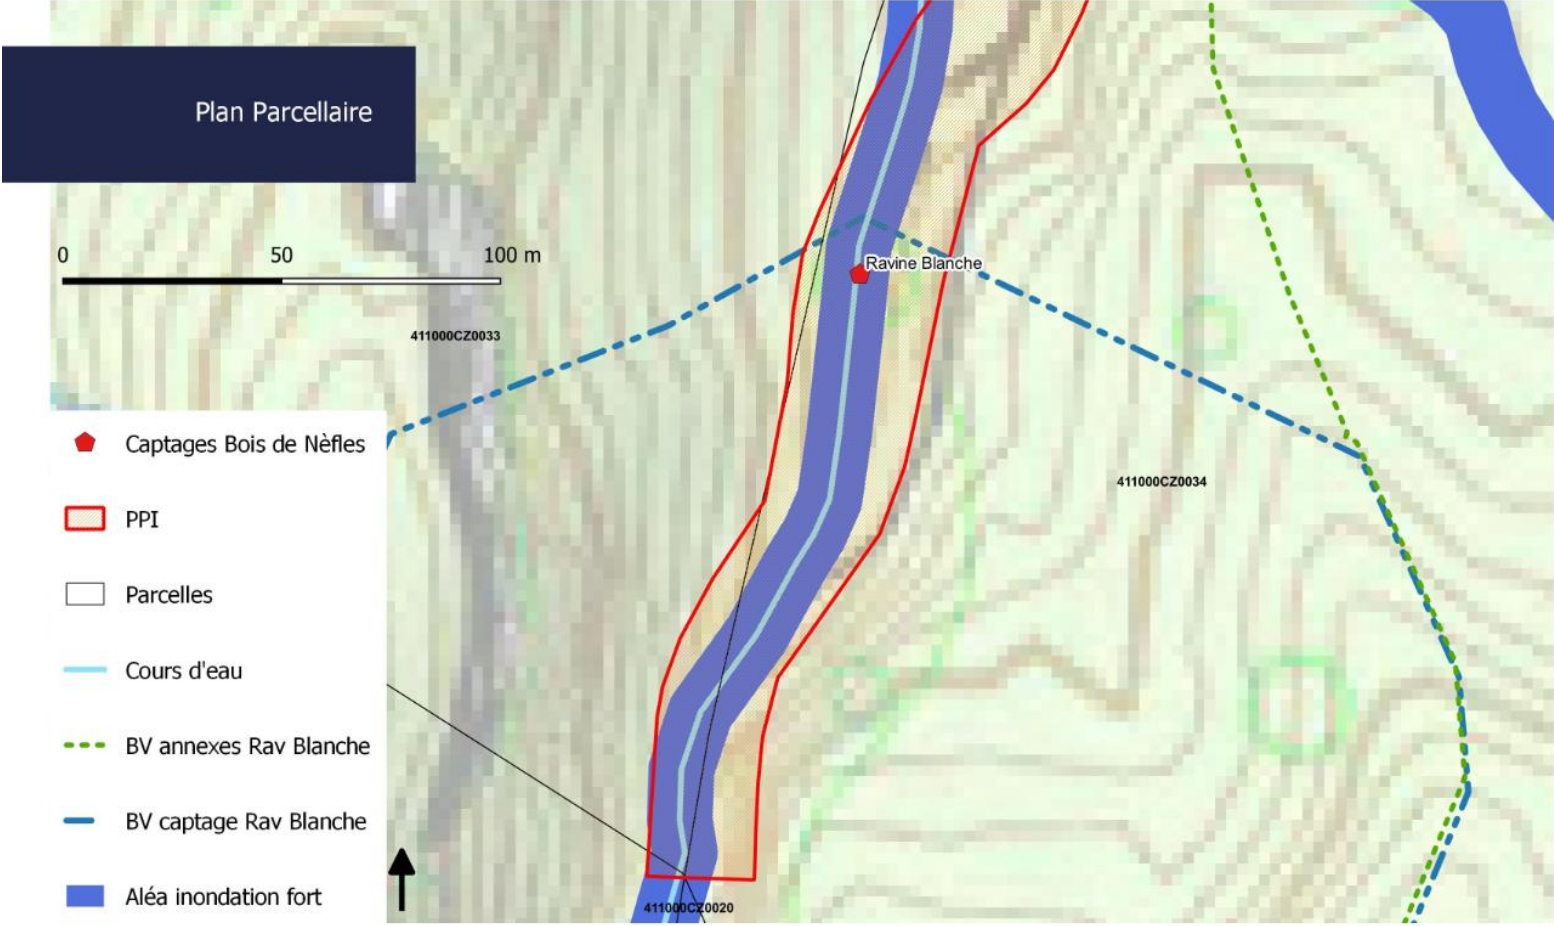 Plan Parcellaire
0 50 100 m
Ravine Blanche
411000CZ0033
411000CZ0034
Captages Bois de Nèfles
PPI
Parcelles
Cours d'eau
BV annexes Rav Blanche
BV captage Rav Blanche
Aléa inondation fort
411000CZ0020